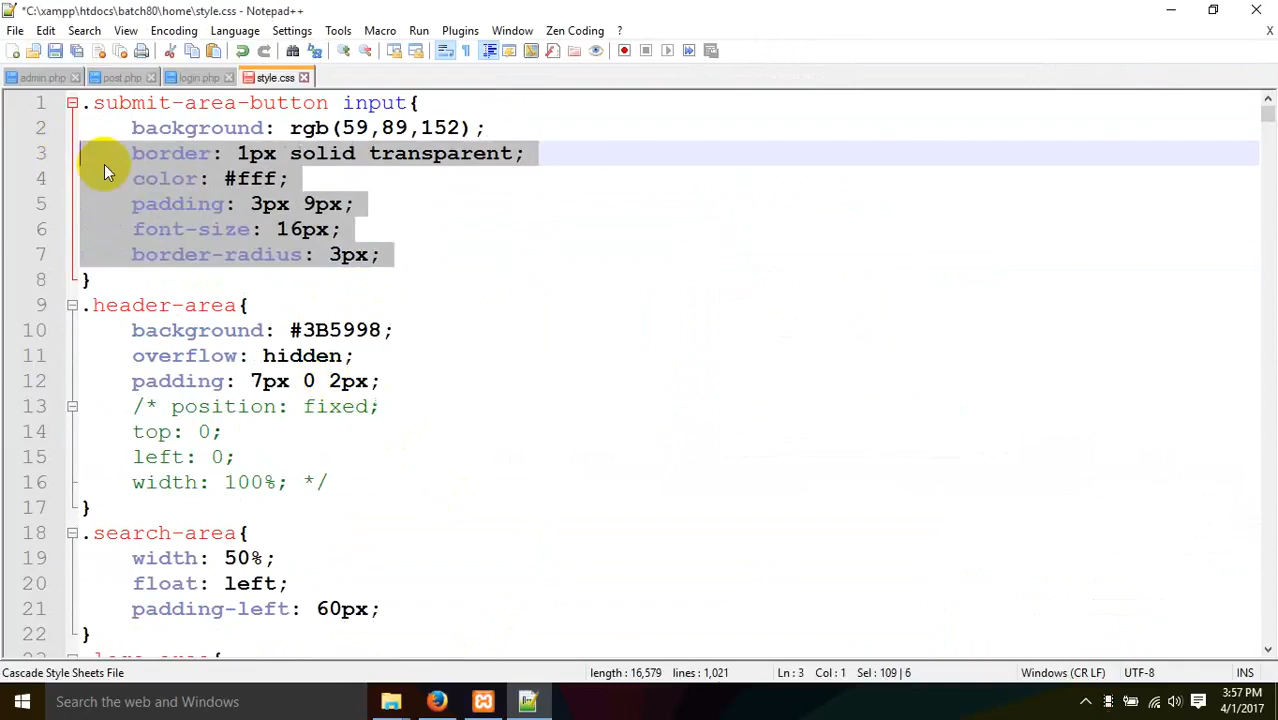 *C:\xampp\htdocs\batch80\home\style.css - Notepad++
File Edit Search View Encoding Language Settings Tools Macro Run Plugins Window Zen Coding ? X
admin.php post.php login.php style.css
1 .submit-area-button input{
2 background: rgb(59,89,152);
3 border: 1px solid transparent;
4 color: #fff;
5 padding: 3px 9px;
6 font-size: 16px;
7 border-radius: 3px;
8 }
9 .header-area{
10 background: #3B5998;
11 overflow: hidden;
12 padding: 7px 0 2px;
13 /* position: fixed;
14 top: 0;
15 left: 0;
16 width: 100%; */
17 }
18 .search-area{
19 width: 50%;
20 float: left;
21 padding-left: 60px;
22 }
Cascade Style Sheets File length : 16,579 lines : 1,021 Ln : 3 Col : 1 Sel : 109 | 6 Windows (CR LF) UTF-8 INS
Search the web and Windows
3:57 PM
4/1/2017